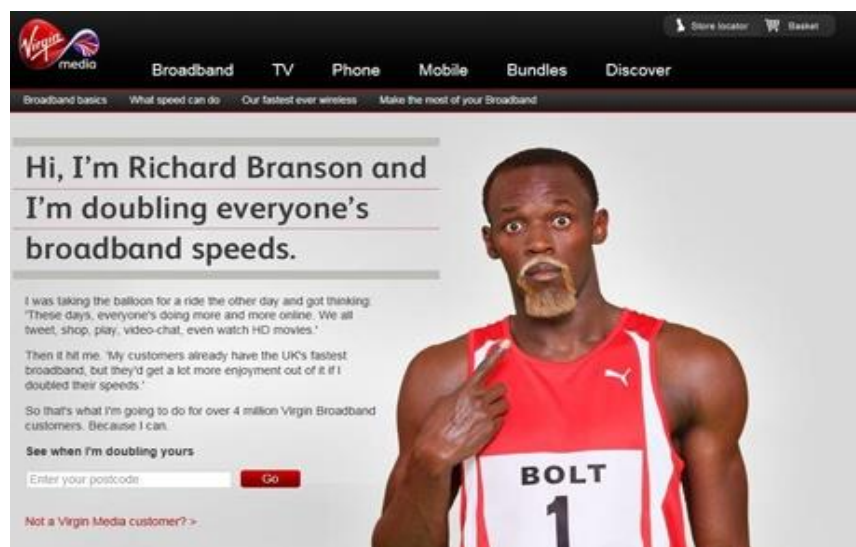 Store locator Basket
Virgin media
Broadband TV Phone Mobile Bundles Discover
Broadband basics What speed can do Our fastest ever wireless Make the most of your Broadband
Hi, I'm Richard Branson and
I'm doubling everyone's
broadband speeds.
I was taking the balloon for a ride the other day and got thinking:
'These days, everyone's doing more and more online. We all
tweet, shop, play, video-chat, even watch HD movies.'
Then it hit me. 'My customers already have the UK's fastest
broadband, but they'd get a lot more enjoyment out of it if I
doubled their speeds.'
So that's what I'm going to do for over 4 million Virgin Broadband
customers. Because I can.
See when I'm doubling yours
Enter your postcode Go
Not a Virgin Media customer? >
BOLT
1